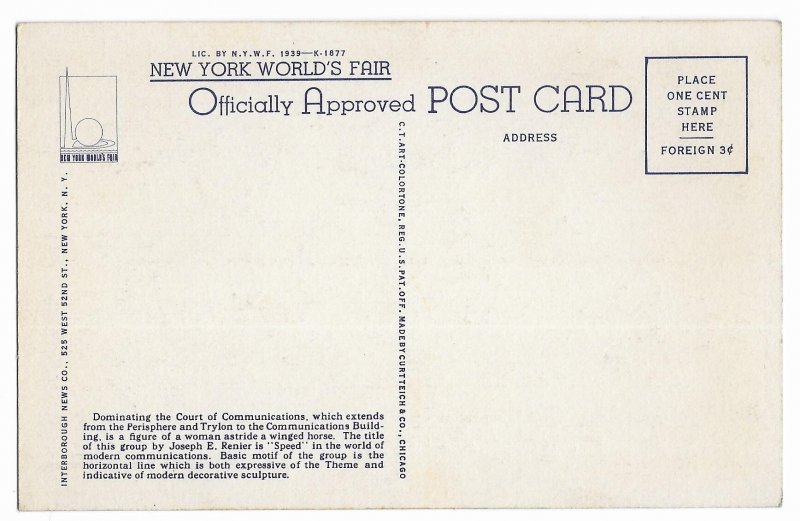 LIC. BY N.Y.W.F. 1939—K-1877
NEW YORK WORLD'S FAIR
Officially Approved POST CARD
ADDRESS
PLACE
ONE CENT
STAMP
HERE
FOREIGN 3¢
NEW YORK WORLD'S FAIR
INTERBOROUGH NEWS CO., 525 WEST 52ND ST., NEW YORK, N. Y.
C.T. ART-COLORTONE, REG. U.S. PAT. OFF. MADE BY CURT TEICH & CO., CHICAGO
Dominating the Court of Communications, which extends
from the Perisphere and Trylon to the Communications Build-
ing, is a figure of a woman astride a winged horse. The title
of this group by Joseph E. Renier is "Speed" in the world of
modern communications. Basic motif of the group is the
horizontal line which is both expressive of the Theme and
indicative of modern decorative sculpture.